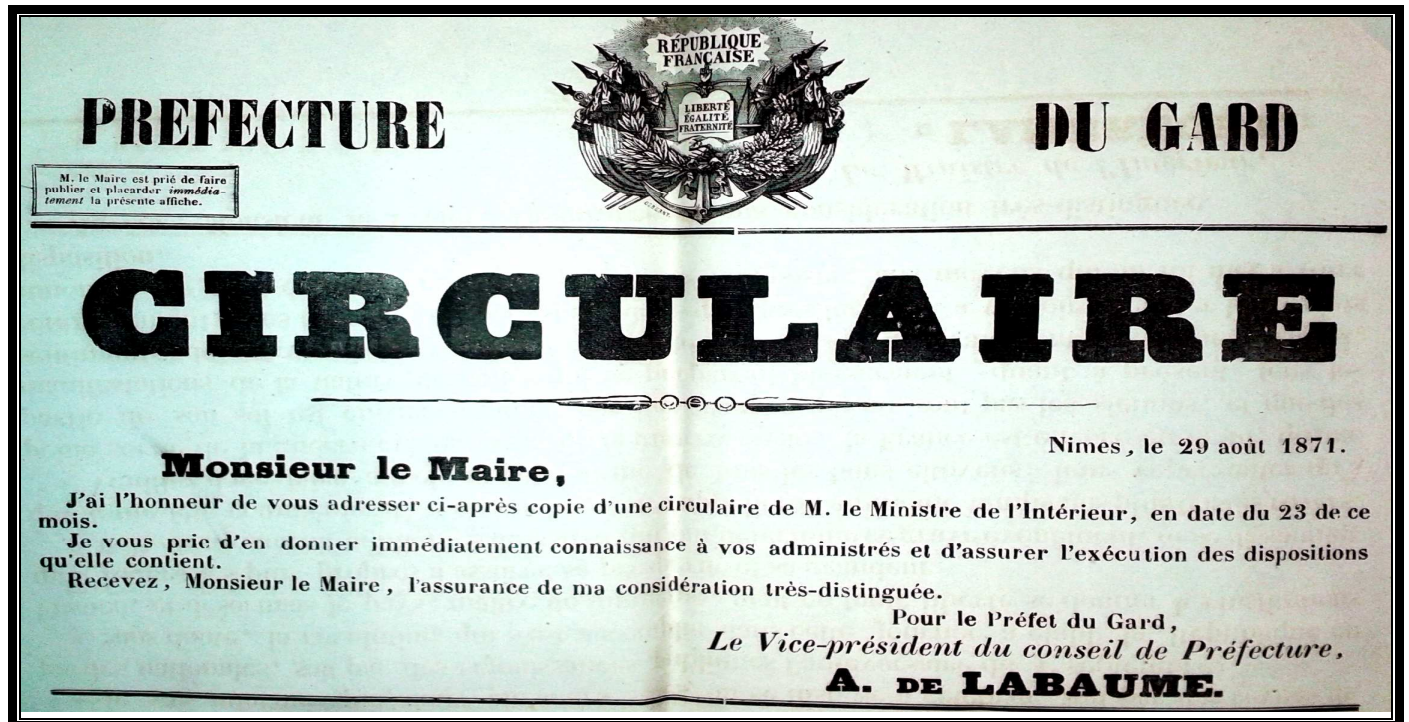 RÉPUBLIQUE
FRANÇAISE
LIBERTÉ
ÉGALITÉ
FRATERNITÉ
PREFECTURE DU GARD
M. le Maire est prié de faire
publier et placarder immédia-
tement la présente affiche.
CIRCULAIRE
Nimes, le 29 août 1871.
Monsieur le Maire,
J'ai l'honneur de vous adresser ci-après copie d'une circulaire de M. le Ministre de l'Intérieur, en date du 23 de ce
mois.
Je vous prie d'en donner immédiatement connaissance à vos administrés et d'assurer l'exécution des dispositions
qu'elle contient.
Recevez, Monsieur le Maire, l'assurance de ma considération très-distinguée.
Pour le Préfet du Gard,
Le Vice-président du conseil de Préfecture,
A. DE LABAUME.